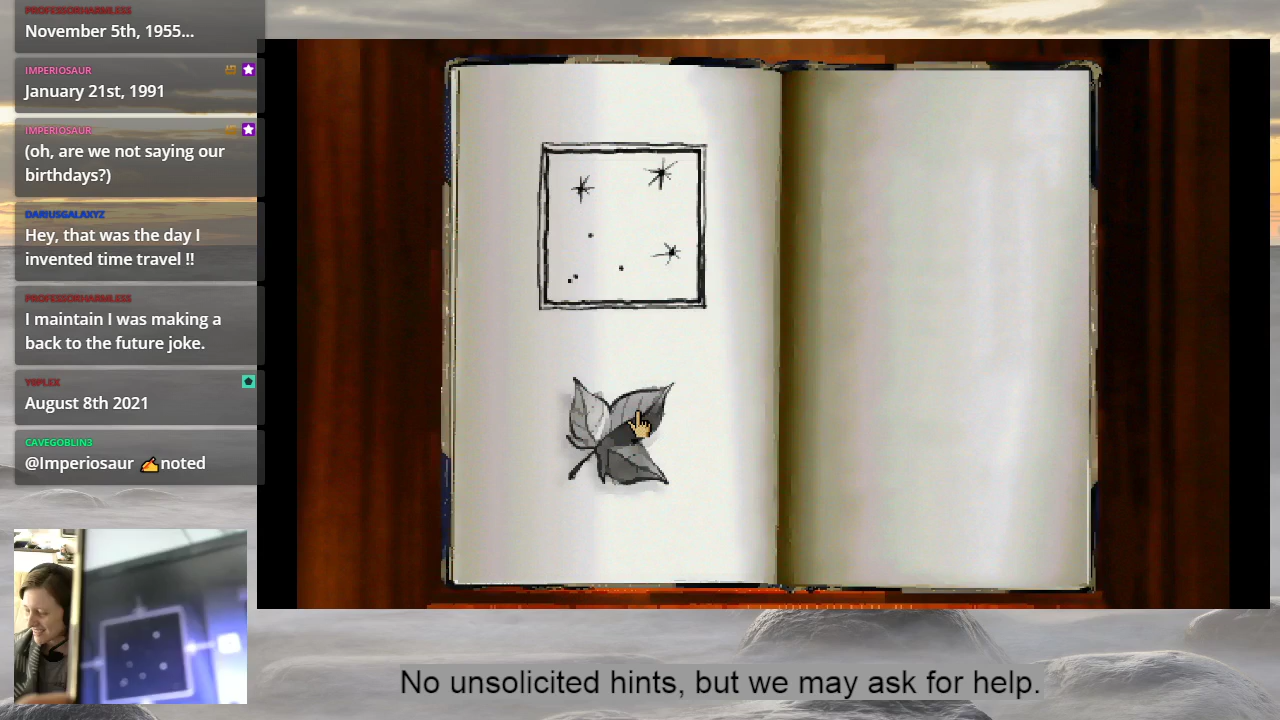 PROFESSORHARMLESS
November 5th, 1955...
IMPERIOSAUR
January 21st, 1991
IMPERIOSAUR
(oh, are we not saying our
birthdays?)
DARIUSGALAXYZ
Hey, that was the day I
invented time travel !!
PROFESSORHARMLESS
I maintain I was making a
back to the future joke.
Y0PLEX
August 8th 2021
CAVEGOBLIN3
@Imperiosaur ✍noted
No unsolicited hints, but we may ask for help.